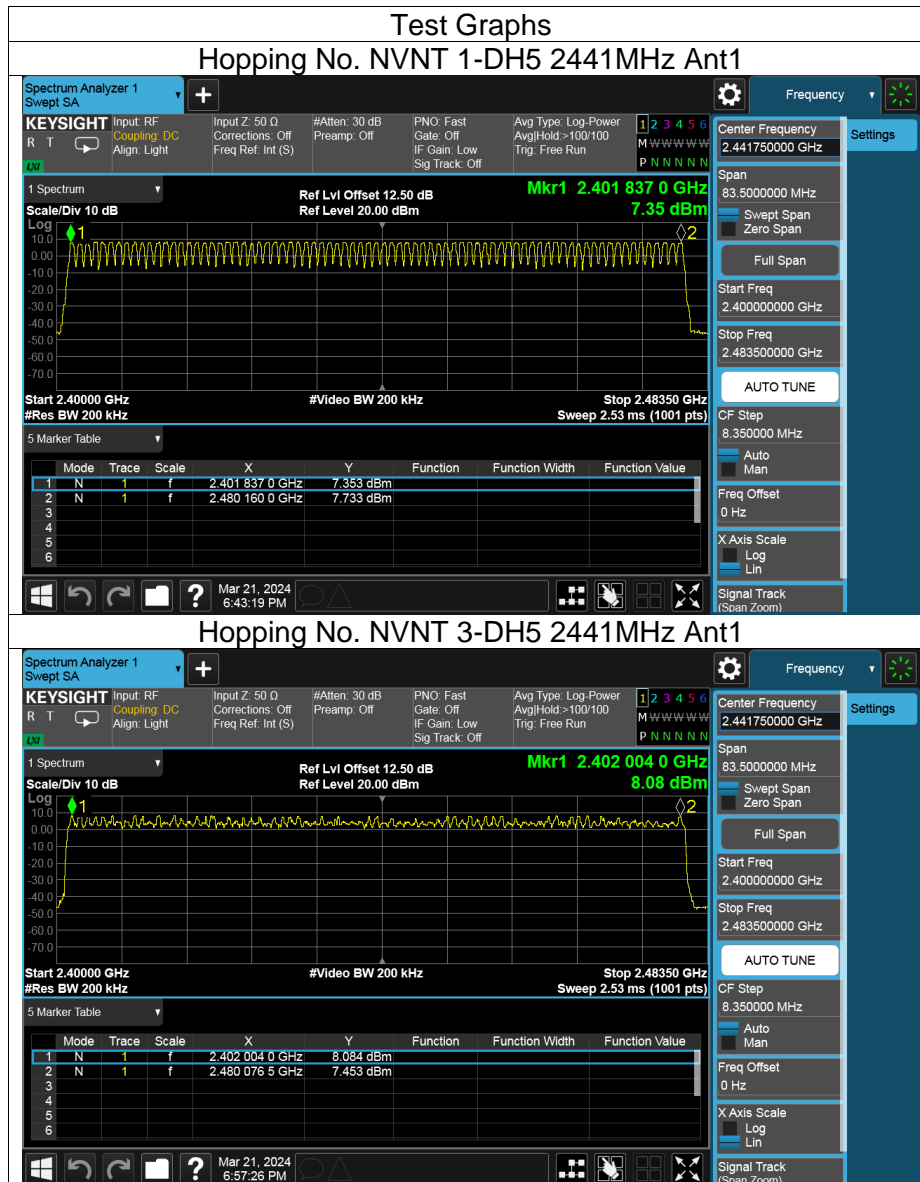 Test Graphs
Hopping No. NVNT 1-DH5 2441MHz Ant1
Spectrum Analyzer 1
Swept SA
+
Frequency
KEYSIGHT
R T
LXI
Input: RF
Coupling: DC
Align: Light
Input Z: 50 Ω
Corrections: Off
Freq Ref: Int (S)
#Atten: 30 dB
Preamp: Off
PNO: Fast
Gate: Off
IF Gain: Low
Sig Track: Off
Avg Type: Log-Power
Avg|Hold:>100/100
Trig: Free Run
1 2 3 4 5 6
M W W W W W
P N N N N N
Center Frequency
2.441750000 GHz
Settings
1 Spectrum
Scale/Div 10 dB
Ref Lvl Offset 12.50 dB
Ref Level 20.00 dBm
Mkr1 2.401 837 0 GHz
7.35 dBm
Span
83.5000000 MHz
Swept Span
Zero Span
Full Span
Start Freq
2.400000000 GHz
Stop Freq
2.483500000 GHz
AUTO TUNE
CF Step
8.350000 MHz
Auto
Man
Freq Offset
0 Hz
X Axis Scale
Log
Lin
Signal Track
(Span Zoom)
Log
10.0
0.00
-10.0
-20.0
-30.0
-40.0
-50.0
-60.0
-70.0
1
2
Start 2.40000 GHz
#Res BW 200 kHz
#Video BW 200 kHz
Stop 2.48350 GHz
Sweep 2.53 ms (1001 pts)
5 Marker Table
Mode Trace Scale X Y Function Function Width Function Value
1 N 1 f 2.401 837 0 GHz 7.353 dBm
2 N 1 f 2.480 160 0 GHz 7.733 dBm
3
4
5
6
?
Mar 21, 2024
6:43:19 PM
Hopping No. NVNT 3-DH5 2441MHz Ant1
Spectrum Analyzer 1
Swept SA
+
Frequency
KEYSIGHT
R T
LXI
Input: RF
Coupling: DC
Align: Light
Input Z: 50 Ω
Corrections: Off
Freq Ref: Int (S)
#Atten: 30 dB
Preamp: Off
PNO: Fast
Gate: Off
IF Gain: Low
Sig Track: Off
Avg Type: Log-Power
Avg|Hold:>100/100
Trig: Free Run
1 2 3 4 5 6
M W W W W W
P N N N N N
Center Frequency
2.441750000 GHz
Settings
1 Spectrum
Scale/Div 10 dB
Ref Lvl Offset 12.50 dB
Ref Level 20.00 dBm
Mkr1 2.402 004 0 GHz
8.08 dBm
Span
83.5000000 MHz
Swept Span
Zero Span
Full Span
Start Freq
2.400000000 GHz
Stop Freq
2.483500000 GHz
AUTO TUNE
CF Step
8.350000 MHz
Auto
Man
Freq Offset
0 Hz
X Axis Scale
Log
Lin
Signal Track
(Span Zoom)
Log
10.0
0.00
-10.0
-20.0
-30.0
-40.0
-50.0
-60.0
-70.0
1
2
Start 2.40000 GHz
#Res BW 200 kHz
#Video BW 200 kHz
Stop 2.48350 GHz
Sweep 2.53 ms (1001 pts)
5 Marker Table
Mode Trace Scale X Y Function Function Width Function Value
1 N 1 f 2.402 004 0 GHz 8.084 dBm
2 N 1 f 2.480 076 5 GHz 7.453 dBm
3
4
5
6
?
Mar 21, 2024
6:57:26 PM